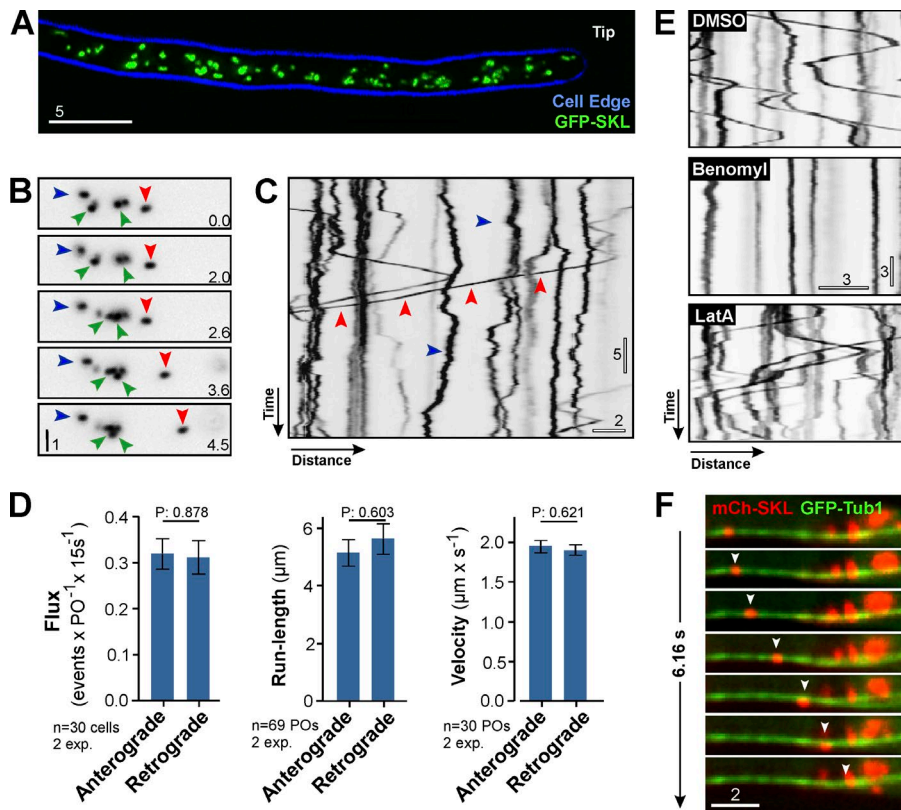 A
Tip
5
Cell Edge
GFP-SKL
B
0.0
2.0
2.6
3.6
1
4.5
C
5
2
Time
Distance
D
P: 0.878
0.4
0.3
0.2
0.1
0.0
Flux
(events x PO⁻¹ x 15s⁻¹)
n=30 cells
2 exp.
Anterograde
Retrograde
P: 0.603
6
4
2
0
Run-length (µm)
n=69 POs
2 exp.
Anterograde
Retrograde
P: 0.621
2.0
1.5
1.0
0.5
0.0
Velocity (µm x s⁻¹)
n=30 POs
2 exp.
Anterograde
Retrograde
E
DMSO
Benomyl
3
3
LatA
Time
Distance
F
mCh-SKL GFP-Tub1
6.16 s
2